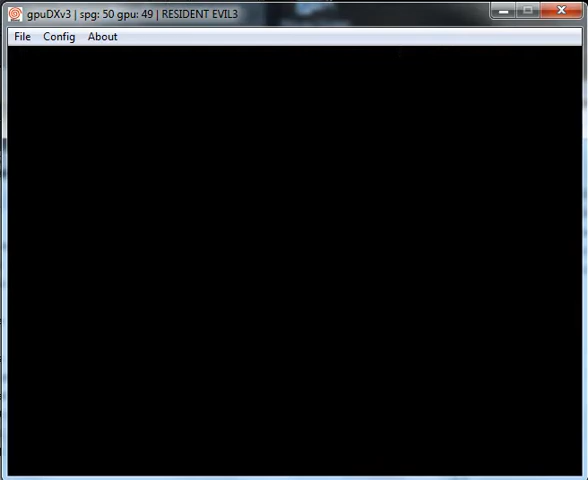 gpuDXv3 | spg: 50 gpu: 49 | RESIDENT EVIL3
File Config About